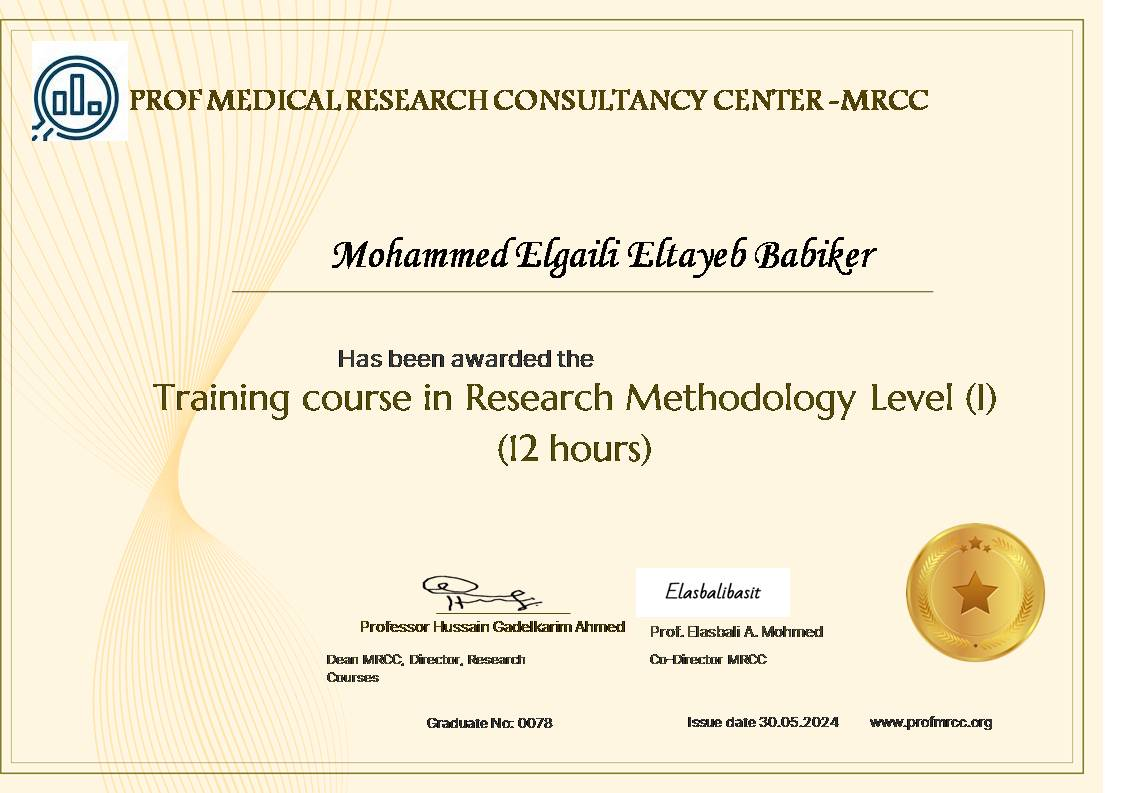 PROF MEDICAL RESEARCH CONSULTANCY CENTER -MRCC
Mohammed Elgaili Eltayeb Babiker
Has been awarded the
Training course in Research Methodology Level (I)
(12 hours)
Elasbalibasit
Professor Hussain Gadelkarim Ahmed
Prof. Elasbali A. Mohmed
Dean MRCC, Director, Research
Courses
Co-Director MRCC
Graduate No: 0078
Issue date 30.05.2024
www.profmrcc.org